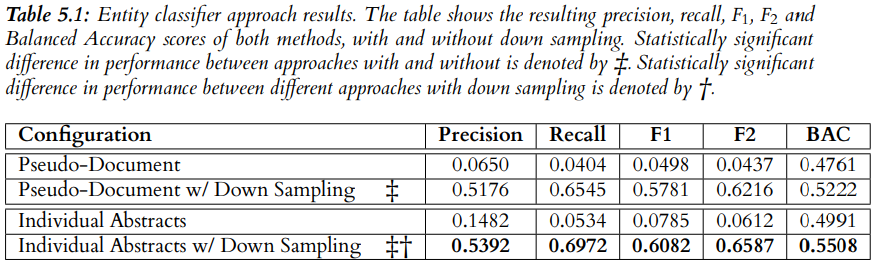 Table 5.1: Entity classifier approach results. The table shows the resulting precision, recall, F1, F2 and
Balanced Accuracy scores of both methods, with and without down sampling. Statistically significant
difference in performance between approaches with and without is denoted by ‡. Statistically significant
difference in performance between different approaches with down sampling is denoted by †.
Configuration Precision Recall F1 F2 BAC
Pseudo-Document 0.0650 0.0404 0.0498 0.0437 0.4761
Pseudo-Document w/ Down Sampling ‡ 0.5176 0.6545 0.5781 0.6216 0.5222
Individual Abstracts 0.1482 0.0534 0.0785 0.0612 0.4991
Individual Abstracts w/ Down Sampling ‡† 0.5392 0.6972 0.6082 0.6587 0.5508